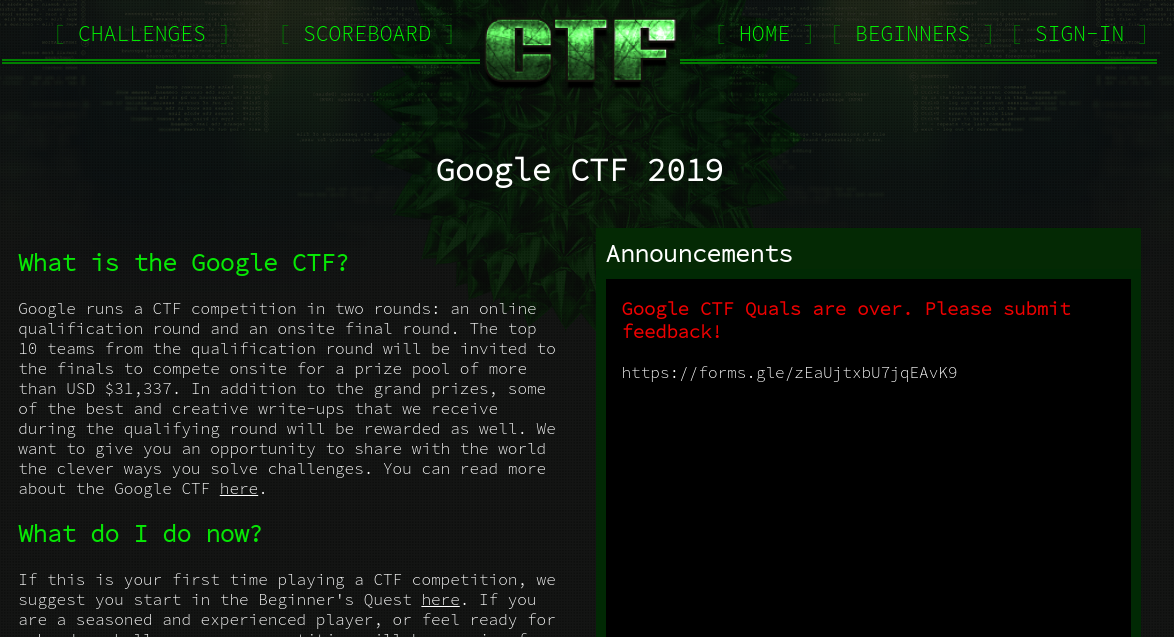 [ CHALLENGES ] [ SCOREBOARD ] CTF [ HOME ] [ BEGINNERS ] [ SIGN-IN ]
Google CTF 2019
What is the Google CTF?
Google runs a CTF competition in two rounds: an online
qualification round and an onsite final round. The top
10 teams from the qualification round will be invited to
the finals to compete onsite for a prize pool of more
than USD $31,337. In addition to the grand prizes, some
of the best and creative write-ups that we receive
during the qualifying round will be rewarded as well. We
want to give you an opportunity to share with the world
the clever ways you solve challenges. You can read more
about the Google CTF here.
What do I do now?
If this is your first time playing a CTF competition, we
suggest you start in the Beginner's Quest here. If you
are a seasoned and experienced player, or feel ready for
Announcements
Google CTF Quals are over. Please submit
feedback!
https://forms.gle/zEaUjtxbU7jqEAvK9